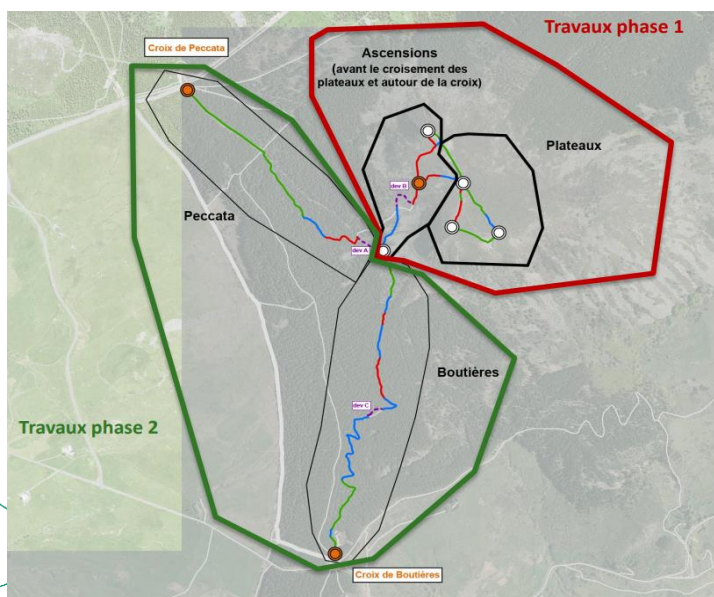 Travaux phase 1
Croix de Peccata
Ascensions
(avant le croisement des
plateaux et autour de la croix)
Plateaux
dev B
Peccata
dev A
Boutières
dev C
Travaux phase 2
Croix de Boutières